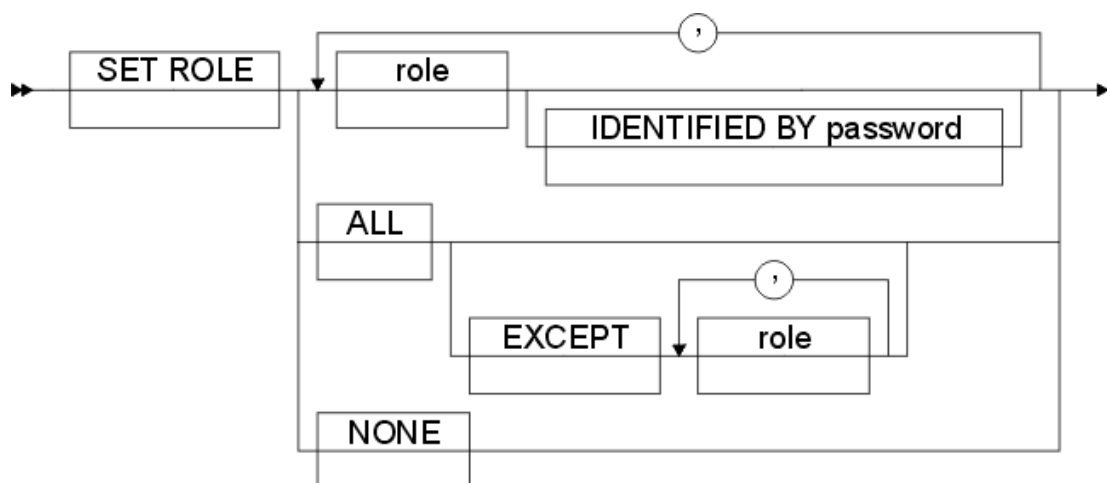 ,
SET ROLE role
IDENTIFIED BY password
ALL
,
EXCEPT role
NONE